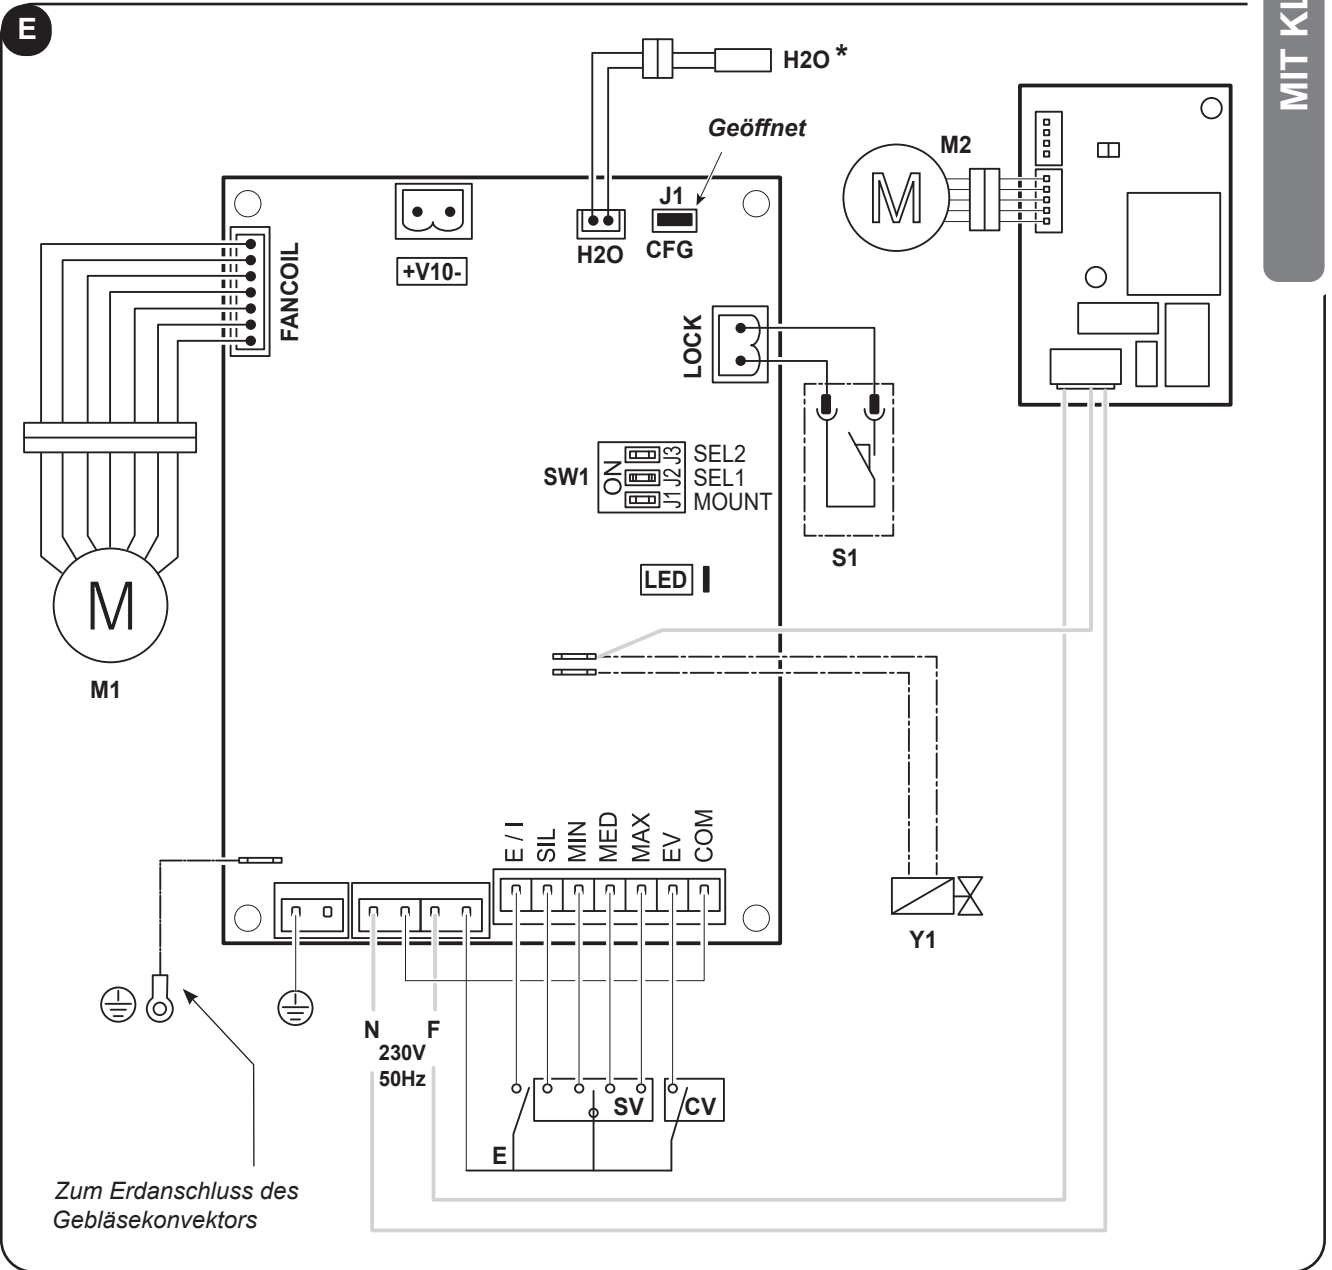 E
MIT KL
H2O *
Geöffnet
M2
M
J1
CFG
H2O
+V10-
FANCOIL
LOCK
SW1
ON
J3 SEL2
J2 SEL1
J1 MOUNT
S1
LED
M
M1
Y1
E / I
SIL
MIN
MED
MAX
EV
COM
N F
230V
50Hz
SV
CV
E
Zum Erdanschluss des
Gebläsekonvektors